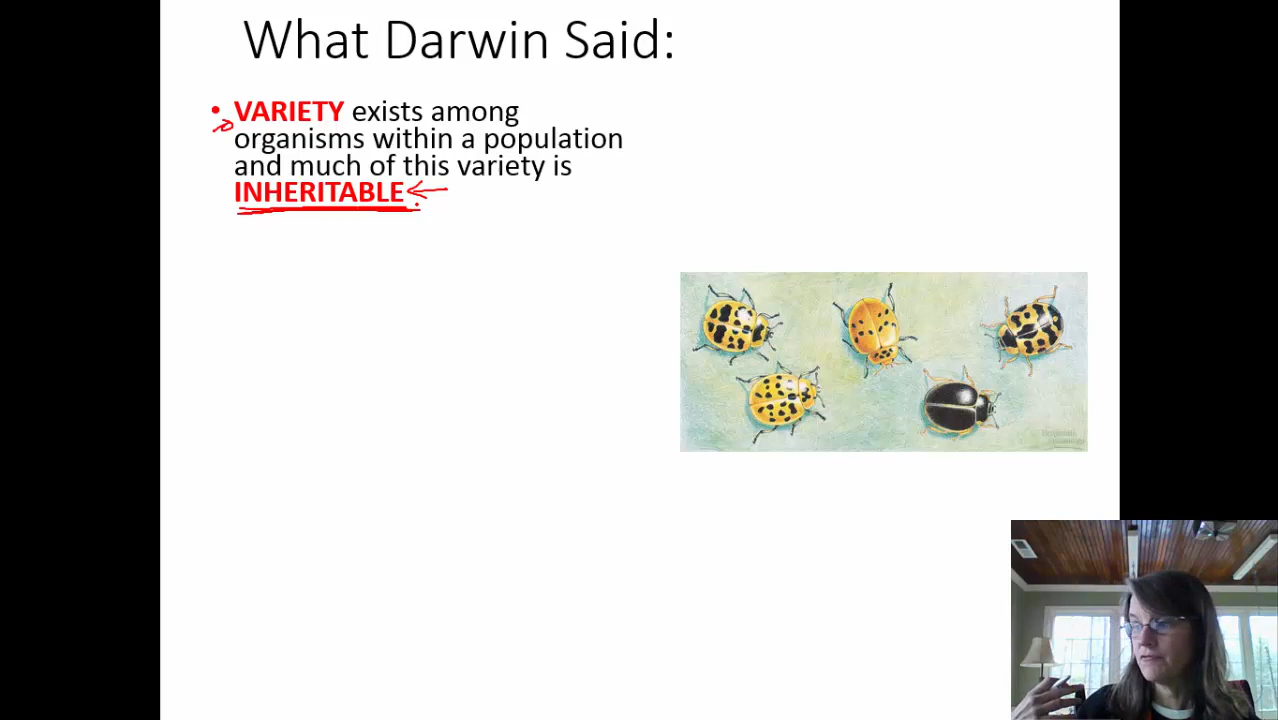 What Darwin Said:
• VARIETY exists among
organisms within a population
and much of this variety is
INHERITABLE